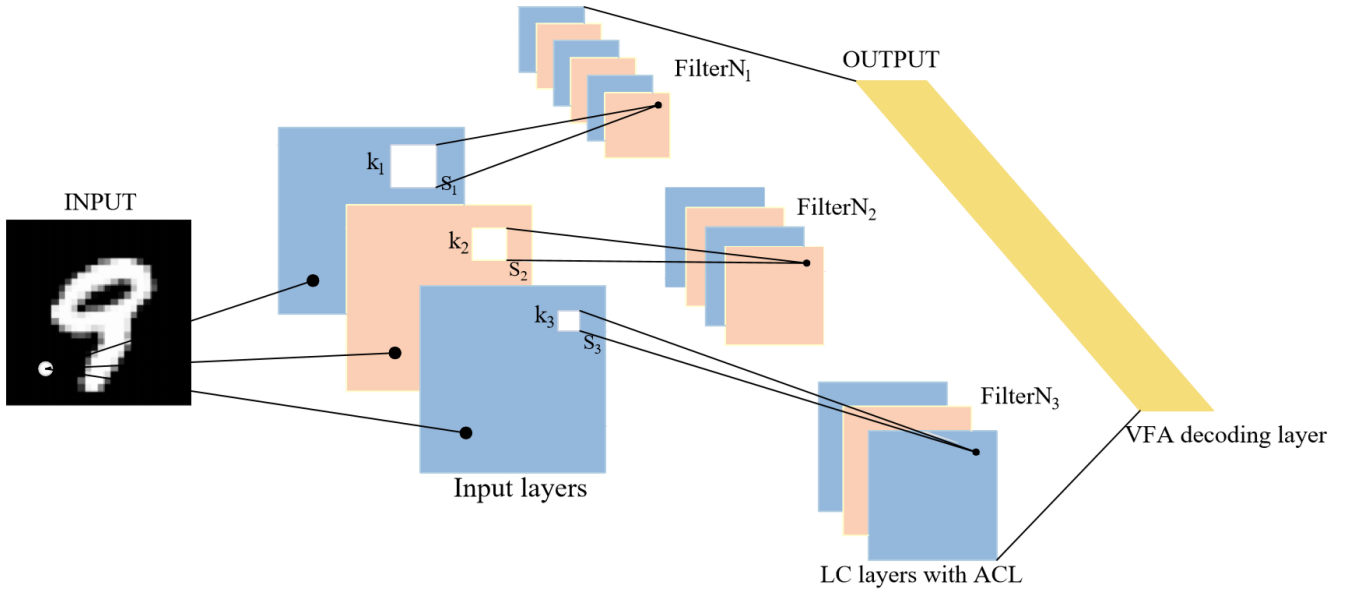 INPUT
k₁
S₁
k₂
S₂
k₃
S₃
Input layers
FilterN₁
FilterN₂
FilterN₃
LC layers with ACL
OUTPUT
VFA decoding layer